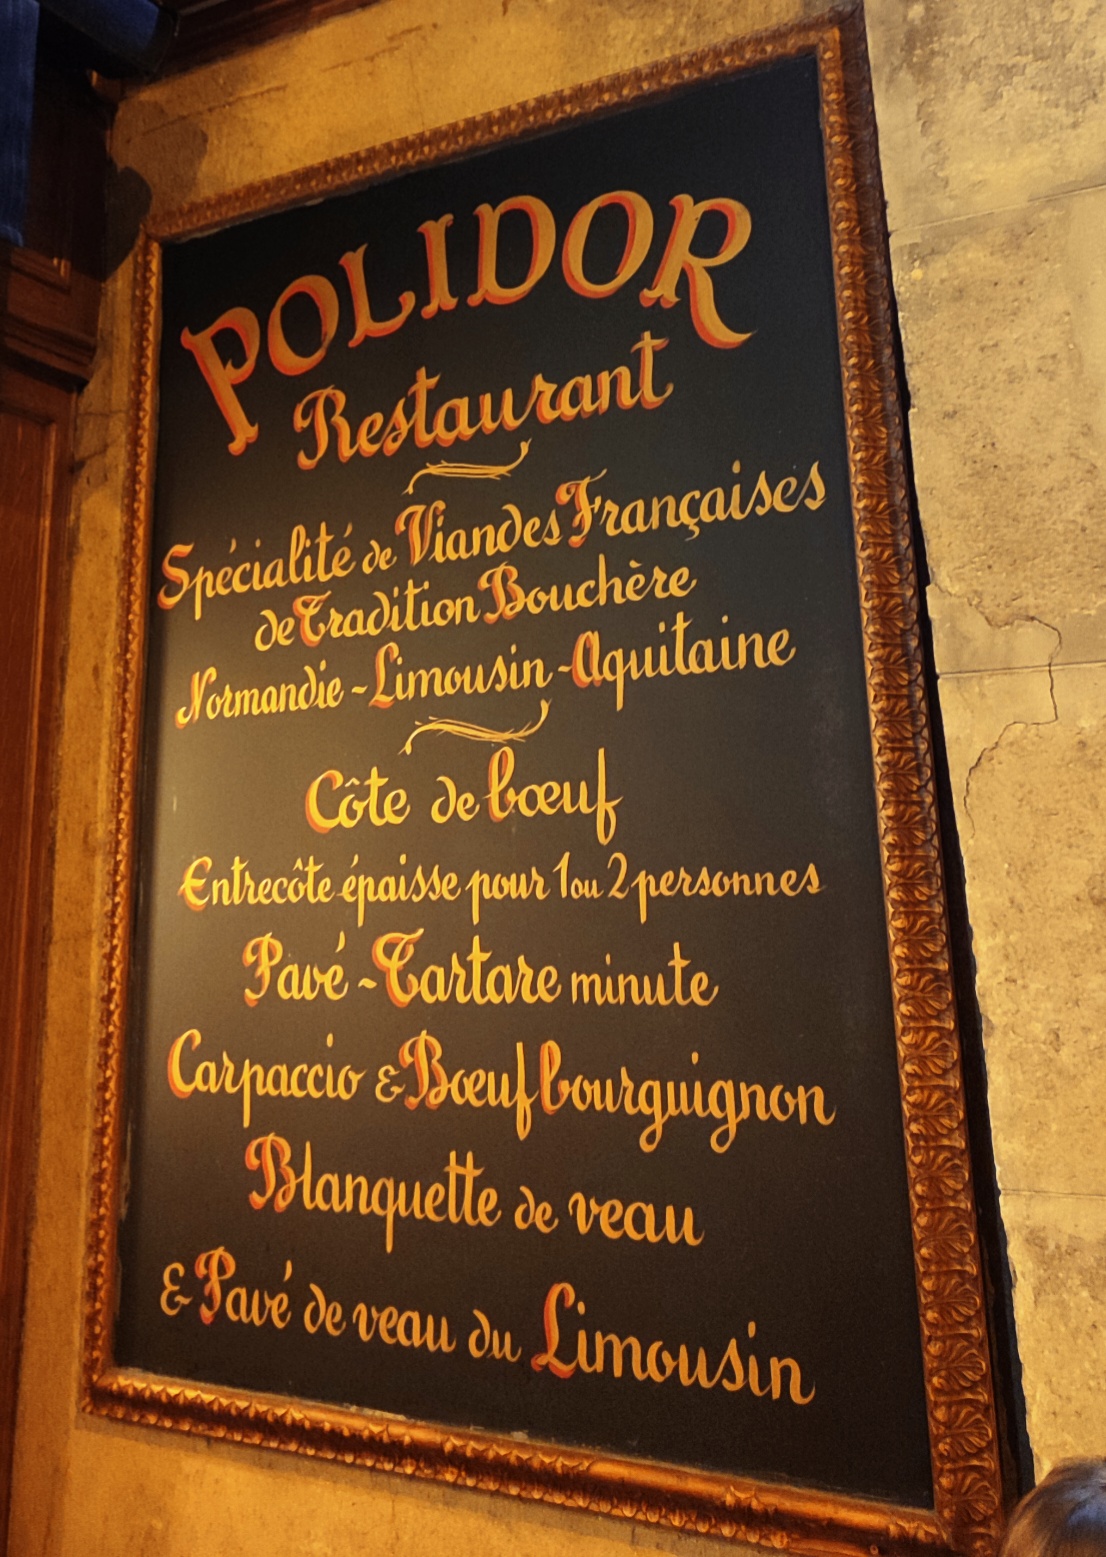 POLIDOR
Restaurant
Spécialité de Viandes Françaises
de Tradition Bouchère
Normandie - Limousin - Aquitaine
Côte de bœuf
Entrecôte épaisse pour 1 ou 2 personnes
Pavé - Tartare minute
Carpaccio & Bœuf bourguignon
Blanquette de veau
& Pavé de veau du Limousin